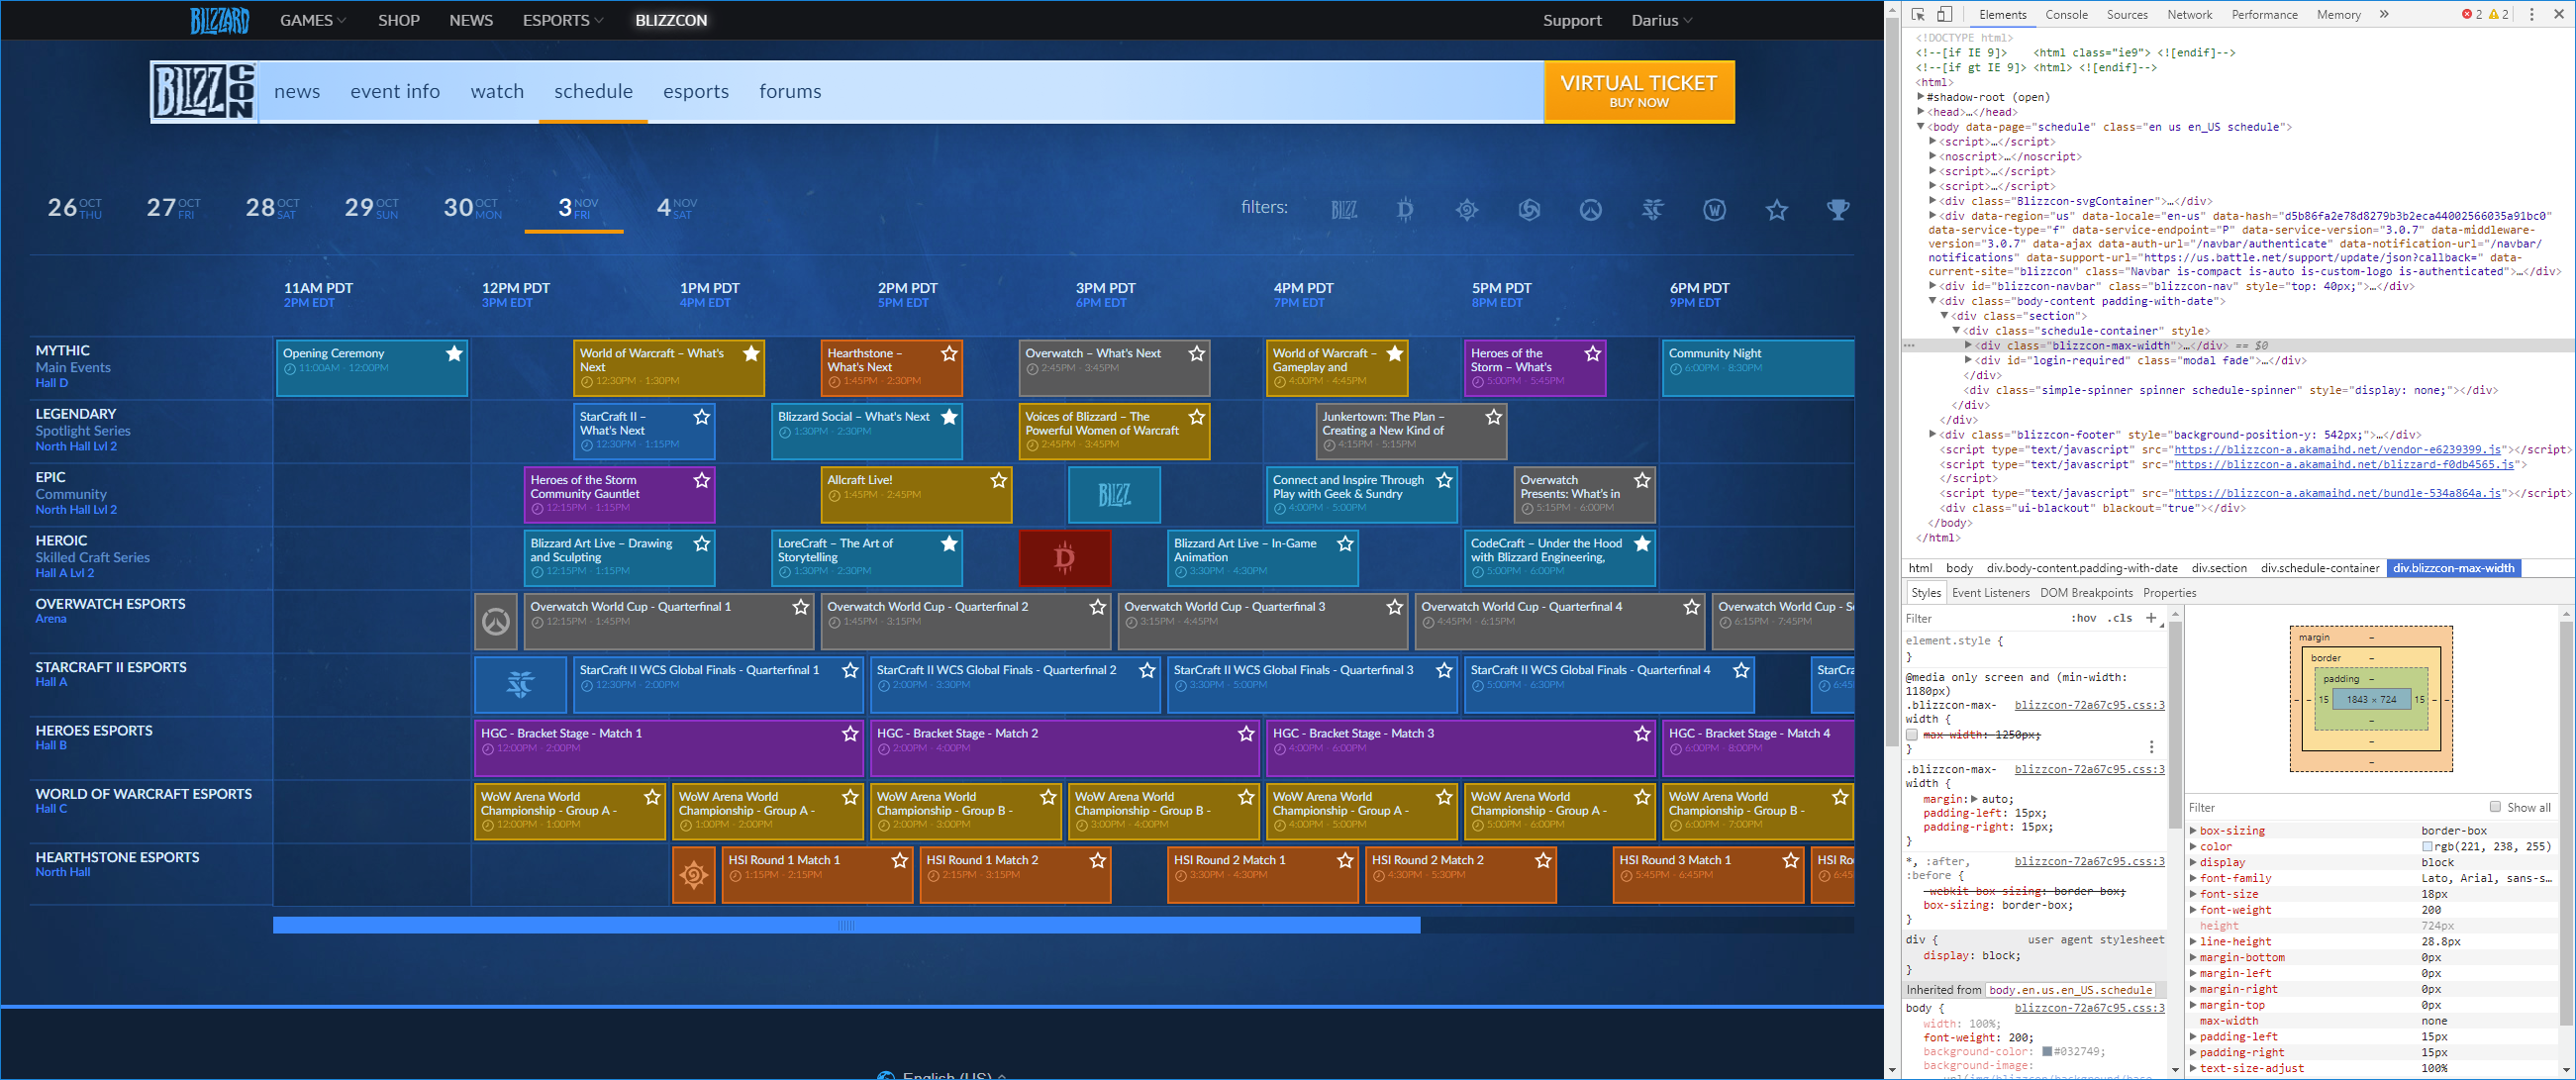 BLIZZARD GAMES SHOP NEWS ESPORTS BLIZZCON Support Darius
BLIZZ CON news event info watch schedule esports forums
VIRTUAL TICKET
BUY NOW
26 OCT THU 27 OCT FRI 28 OCT SAT 29 OCT SUN 30 OCT MON 3 NOV FRI 4 NOV SAT
filters:
11AM PDT 12PM PDT 1PM PDT 2PM PDT 3PM PDT 4PM PDT 5PM PDT 6PM PDT
2PM EDT 3PM EDT 4PM EDT 5PM EDT 6PM EDT 7PM EDT 8PM EDT 9PM EDT
MYTHIC
Main Events
Hall D
Opening Ceremony
11:00AM - 12:00PM
World of Warcraft – What's
Next
12:30PM - 1:30PM
Hearthstone –
What's Next
1:45PM - 2:30PM
Overwatch – What's Next
2:45PM - 3:45PM
World of Warcraft –
Gameplay and
4:00PM - 4:45PM
Heroes of the
Storm – What's
5:00PM - 5:45PM
Community Night
6:00PM - 8:30PM
LEGENDARY
Spotlight Series
North Hall Lvl 2
StarCraft II –
What's Next
12:30PM - 1:15PM
Blizzard Social – What's Next
1:30PM - 2:30PM
Voices of Blizzard – The
Powerful Women of Warcraft
2:45PM - 3:45PM
Junkertown: The Plan –
Creating a New Kind of
4:15PM - 5:15PM
EPIC
Community
North Hall Lvl 2
Heroes of the Storm
Community Gauntlet
12:15PM - 1:15PM
Allcraft Live!
1:45PM - 2:45PM
BLIZZ
Connect and Inspire Through
Play with Geek & Sundry
4:00PM - 5:00PM
Overwatch
Presents: What's in
5:15PM - 6:00PM
HEROIC
Skilled Craft Series
Hall A Lvl 2
Blizzard Art Live – Drawing
and Sculpting
12:15PM - 1:15PM
LoreCraft – The Art of
Storytelling
1:30PM - 2:30PM
Blizzard Art Live – In-Game
Animation
3:30PM - 4:30PM
CodeCraft – Under the Hood
with Blizzard Engineering,
5:00PM - 6:00PM
OVERWATCH ESPORTS
Arena
Overwatch World Cup - Quarterfinal 1
12:15PM - 1:45PM
Overwatch World Cup - Quarterfinal 2
1:45PM - 3:15PM
Overwatch World Cup - Quarterfinal 3
3:15PM - 4:45PM
Overwatch World Cup - Quarterfinal 4
4:45PM - 6:15PM
Overwatch World Cup - Se
6:15PM - 7:45PM
STARCRAFT II ESPORTS
Hall A
StarCraft II WCS Global Finals - Quarterfinal 1
12:30PM - 2:00PM
StarCraft II WCS Global Finals - Quarterfinal 2
2:00PM - 3:30PM
StarCraft II WCS Global Finals - Quarterfinal 3
3:30PM - 5:00PM
StarCraft II WCS Global Finals - Quarterfinal 4
5:00PM - 6:30PM
StarC
6:45
HEROES ESPORTS
Hall B
HGC - Bracket Stage - Match 1
12:00PM - 2:00PM
HGC - Bracket Stage - Match 2
2:00PM - 4:00PM
HGC - Bracket Stage - Match 3
4:00PM - 6:00PM
HGC - Bracket Stage - Match 4
6:00PM - 8:00PM
WORLD OF WARCRAFT ESPORTS
Hall C
WoW Arena World
Championship - Group A -
12:00PM - 1:00PM
WoW Arena World
Championship - Group A -
1:00PM - 2:00PM
WoW Arena World
Championship - Group B -
2:00PM - 3:00PM
WoW Arena World
Championship - Group B -
3:00PM - 4:00PM
WoW Arena World
Championship - Group A -
4:00PM - 5:00PM
WoW Arena World
Championship - Group A -
5:00PM - 6:00PM
WoW Arena World
Championship - Group B -
6:00PM - 7:00PM
HEARTHSTONE ESPORTS
North Hall
HSI Round 1 Match 1
1:15PM - 2:15PM
HSI Round 1 Match 2
2:15PM - 3:15PM
HSI Round 2 Match 1
3:30PM - 4:30PM
HSI Round 2 Match 2
4:30PM - 5:30PM
HSI Round 3 Match 1
5:45PM - 6:45PM
HSI Ro
6:45
English (US)
Elements Console Sources Network Performance Memory » 2 2
<!DOCTYPE html>
<!--[if IE 9]> <html class="ie9"> <![endif]-->
<!--[if gt IE 9]> <html> <![endif]-->
<html>
#shadow-root (open)
<head>…</head>
<body data-page="schedule" class="en us en_US schedule">
<script>…</script>
<noscript>…</noscript>
<script>…</script>
<script>…</script>
<div class="Blizzcon-svgContainer">…</div>
<div data-region="us" data-locale="en-us" data-hash="d5b86fa2e78d8279b3b2eca44002566035a91bc0"
data-service-type="f" data-service-endpoint="P" data-service-version="3.0.7" data-middleware-
version="3.0.7" data-ajax data-auth-url="/navbar/authenticate" data-notification-url="/navbar/
notifications" data-support-url="https://us.battle.net/support/update/json?callback=" data-
current-site="blizzcon" class="Navbar is-compact is-auto is-custom-logo is-authenticated">…</div>
<div id="blizzcon-navbar" class="blizzcon-nav" style="top: 40px;">…</div>
<div class="body-content padding-with-date">
<div class="section">
<div class="schedule-container" style>
<div class="blizzcon-max-width">…</div> == $0
<div id="login-required" class="modal fade">…</div>
</div>
<div class="simple-spinner spinner schedule-spinner" style="display: none;"></div>
</div>
</div>
<div class="blizzcon-footer" style="background-position-y: 542px;">…</div>
<script type="text/javascript" src="https://blizzcon-a.akamaihd.net/vendor-e6239399.js"></script>
<script type="text/javascript" src="https://blizzcon-a.akamaihd.net/blizzard-f0db4565.js">
</script>
<script type="text/javascript" src="https://blizzcon-a.akamaihd.net/bundle-534a864a.js"></script>
<div class="ui-blackout" blackout="true"></div>
</body>
</html>
html body div.body-content.padding-with-date div.section div.schedule-container div.blizzcon-max-width
Styles Event Listeners DOM Breakpoints Properties
Filter :hov .cls +
element.style {
}
@media only screen and (min-width:
1180px)
.blizzcon-max-width { blizzcon-72a67c95.css:3
max-width: 1250px;
}
.blizzcon-max-width { blizzcon-72a67c95.css:3
margin: auto;
padding-left: 15px;
padding-right: 15px;
}
*, :after, :before { blizzcon-72a67c95.css:3
-webkit-box-sizing: border-box;
box-sizing: border-box;
}
div { user agent stylesheet
display: block;
}
Inherited from body.en.us.en_US.schedule
body { blizzcon-72a67c95.css:3
width: 100%;
font-weight: 200;
background-color: #032749;
background-image:
margin –
border –
padding –
– – 15 1843 × 724 15 – –
–
–
–
Filter Show all
box-sizing border-box
color rgb(221, 238, 255)
display block
font-family Lato, Arial, sans-s…
font-size 18px
font-weight 200
height 724px
line-height 28.8px
margin-bottom 0px
margin-left 0px
margin-right 0px
margin-top 0px
max-width none
padding-left 15px
padding-right 15px
text-size-adjust 100%